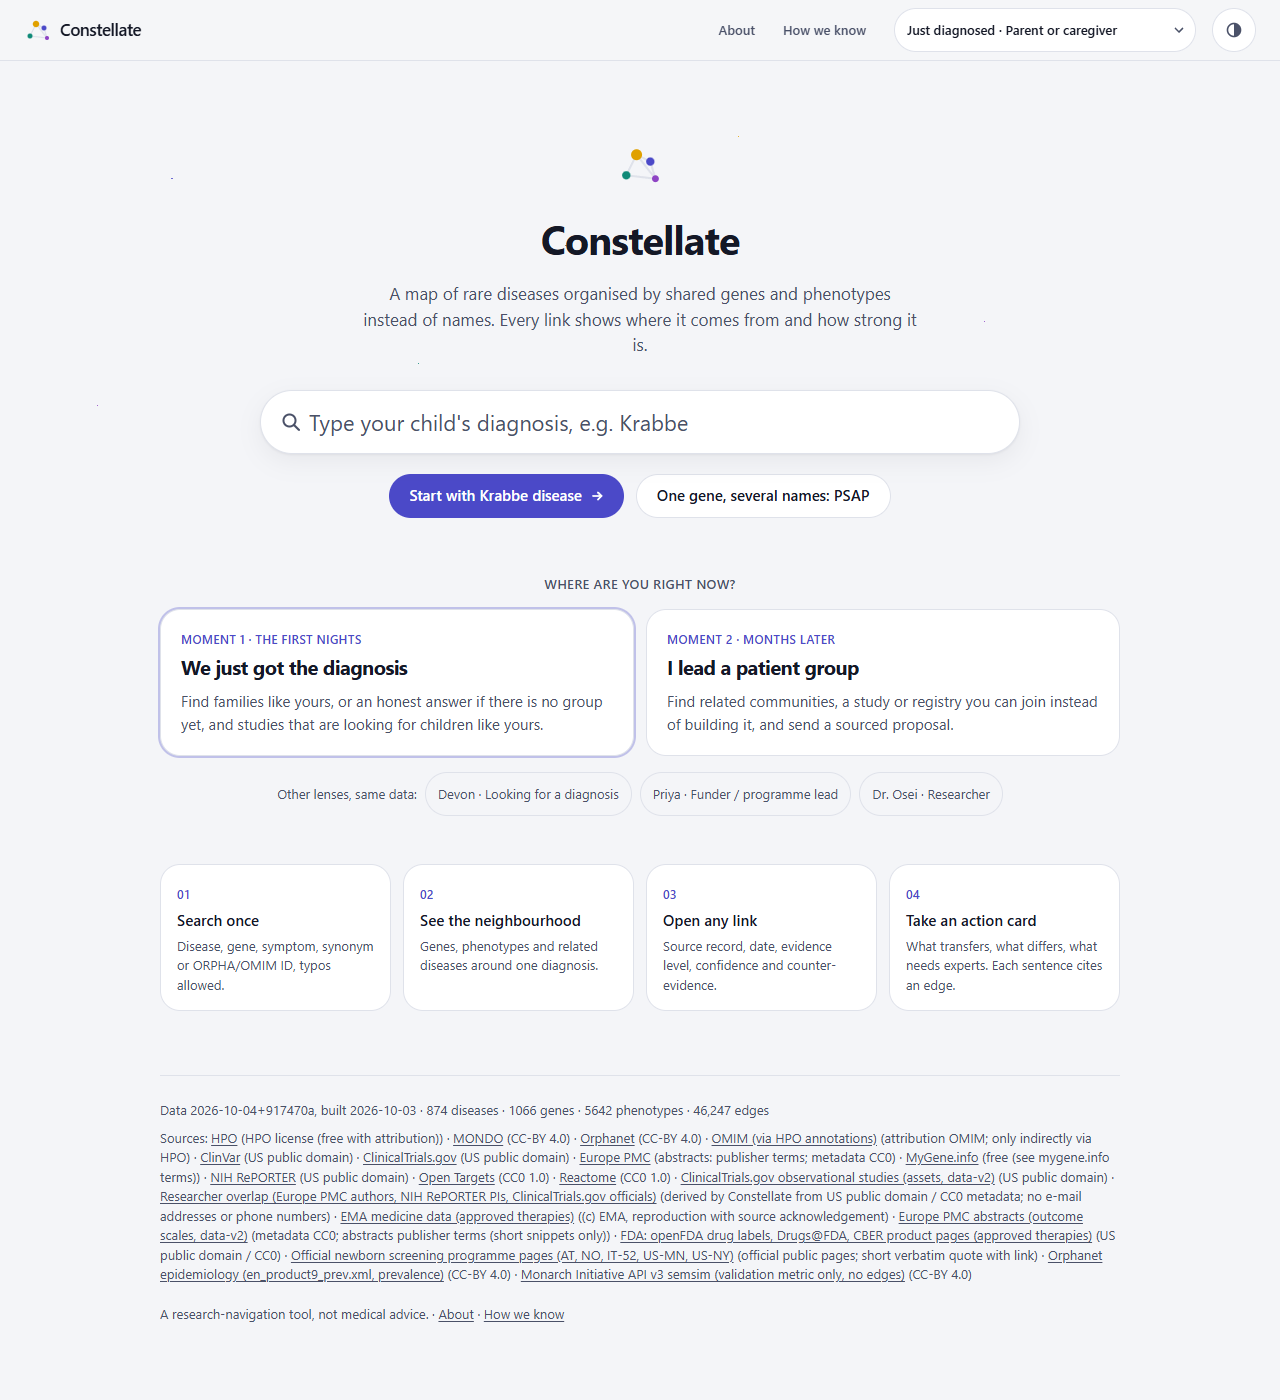 Constellate
About
How we know
Just diagnosed · Parent or caregiver
Constellate
A map of rare diseases organised by shared genes and phenotypes
instead of names. Every link shows where it comes from and how strong it
is.
Type your child's diagnosis, e.g. Krabbe
Start with Krabbe disease →
One gene, several names: PSAP
WHERE ARE YOU RIGHT NOW?
MOMENT 1 · THE FIRST NIGHTS
We just got the diagnosis
Find families like yours, or an honest answer if there is no group
yet, and studies that are looking for children like yours.
MOMENT 2 · MONTHS LATER
I lead a patient group
Find related communities, a study or registry you can join instead
of building it, and send a sourced proposal.
Other lenses, same data:
Devon · Looking for a diagnosis
Priya · Funder / programme lead
Dr. Osei · Researcher
01
Search once
Disease, gene, symptom, synonym
or ORPHA/OMIM ID, typos
allowed.
02
See the neighbourhood
Genes, phenotypes and related
diseases around one diagnosis.
03
Open any link
Source record, date, evidence
level, confidence and counter-
evidence.
04
Take an action card
What transfers, what differs, what
needs experts. Each sentence cites
an edge.
Data 2026-10-04+917470a, built 2026-10-03 · 874 diseases · 1066 genes · 5642 phenotypes · 46,247 edges
Sources: HPO (HPO license (free with attribution)) · MONDO (CC-BY 4.0) · Orphanet (CC-BY 4.0) · OMIM (via HPO annotations) (attribution OMIM; only indirectly via
HPO) · ClinVar (US public domain) · ClinicalTrials.gov (US public domain) · Europe PMC (abstracts: publisher terms; metadata CC0) · MyGene.info (free (see mygene.info
terms)) · NIH RePORTER (US public domain) · Open Targets (CC0 1.0) · Reactome (CC0 1.0) · ClinicalTrials.gov observational studies (assets, data-v2) (US public domain) ·
Researcher overlap (Europe PMC authors, NIH RePORTER PIs, ClinicalTrials.gov officials) (derived by Constellate from US public domain / CC0 metadata; no e-mail
addresses or phone numbers) · EMA medicine data (approved therapies) ((c) EMA, reproduction with source acknowledgement) · Europe PMC abstracts (outcome
scales, data-v2) (metadata CC0; abstracts publisher terms (short snippets only)) · FDA: openFDA drug labels, Drugs@FDA, CBER product pages (approved therapies) (US
public domain / CC0) · Official newborn screening programme pages (AT, NO, IT-52, US-MN, US-NY) (official public pages; short verbatim quote with link) · Orphanet
epidemiology (en_product9_prev.xml, prevalence) (CC-BY 4.0) · Monarch Initiative API v3 semsim (validation metric only, no edges) (CC-BY 4.0)
A research-navigation tool, not medical advice. · About · How we know